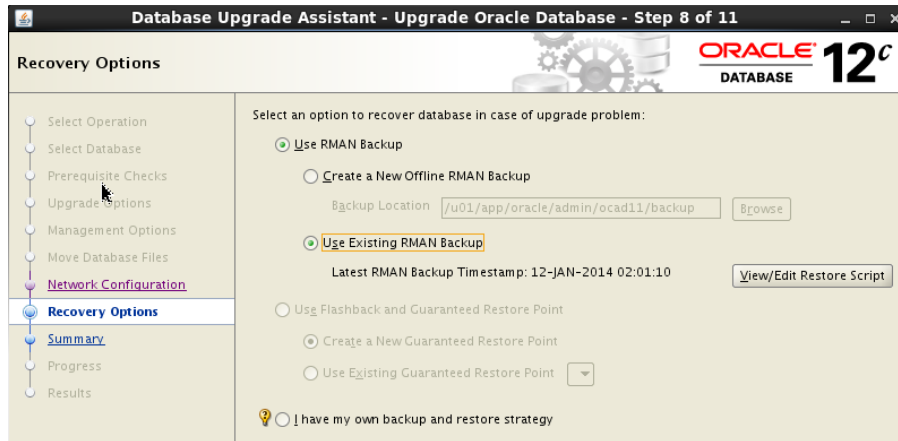 Database Upgrade Assistant - Upgrade Oracle Database - Step 8 of 11
Recovery Options
ORACLE
DATABASE
12c
Select Operation
Select Database
Prerequisite Checks
Upgrade Options
Management Options
Move Database Files
Network Configuration
Recovery Options
Summary
Progress
Results
Select an option to recover database in case of upgrade problem:
Use RMAN Backup
Create a New Offline RMAN Backup
Backup Location /u01/app/oracle/admin/ocad11/backup Browse
Use Existing RMAN Backup
Latest RMAN Backup Timestamp: 12-JAN-2014 02:01:10 View/Edit Restore Script
Use Flashback and Guaranteed Restore Point
Create a New Guaranteed Restore Point
Use Existing Guaranteed Restore Point
I have my own backup and restore strategy